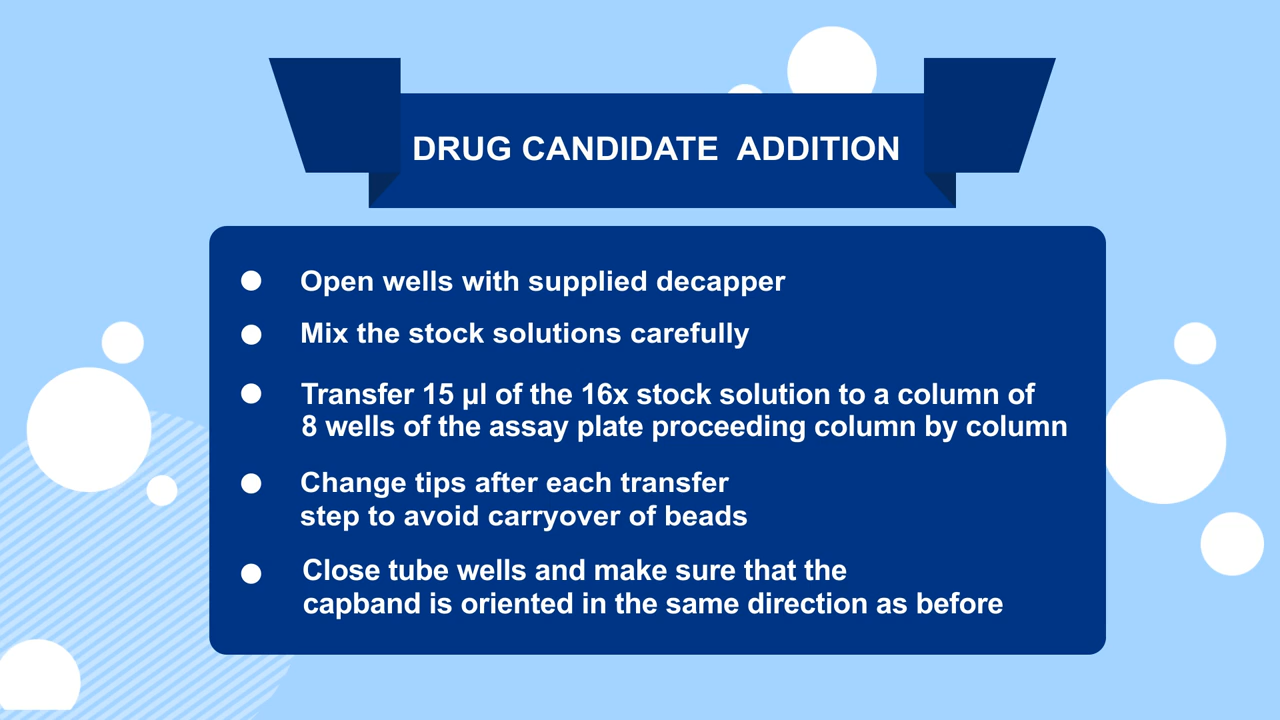 DRUG CANDIDATE  ADDITION
Open wells with supplied decapper
Mix the stock solutions carefully
Transfer 15 µl of the 16x stock solution to a column of
8 wells of the assay plate proceeding column by column
Change tips after each transfer
step to avoid carryover of beads
Close tube wells and make sure that the
capband is oriented in the same direction as before